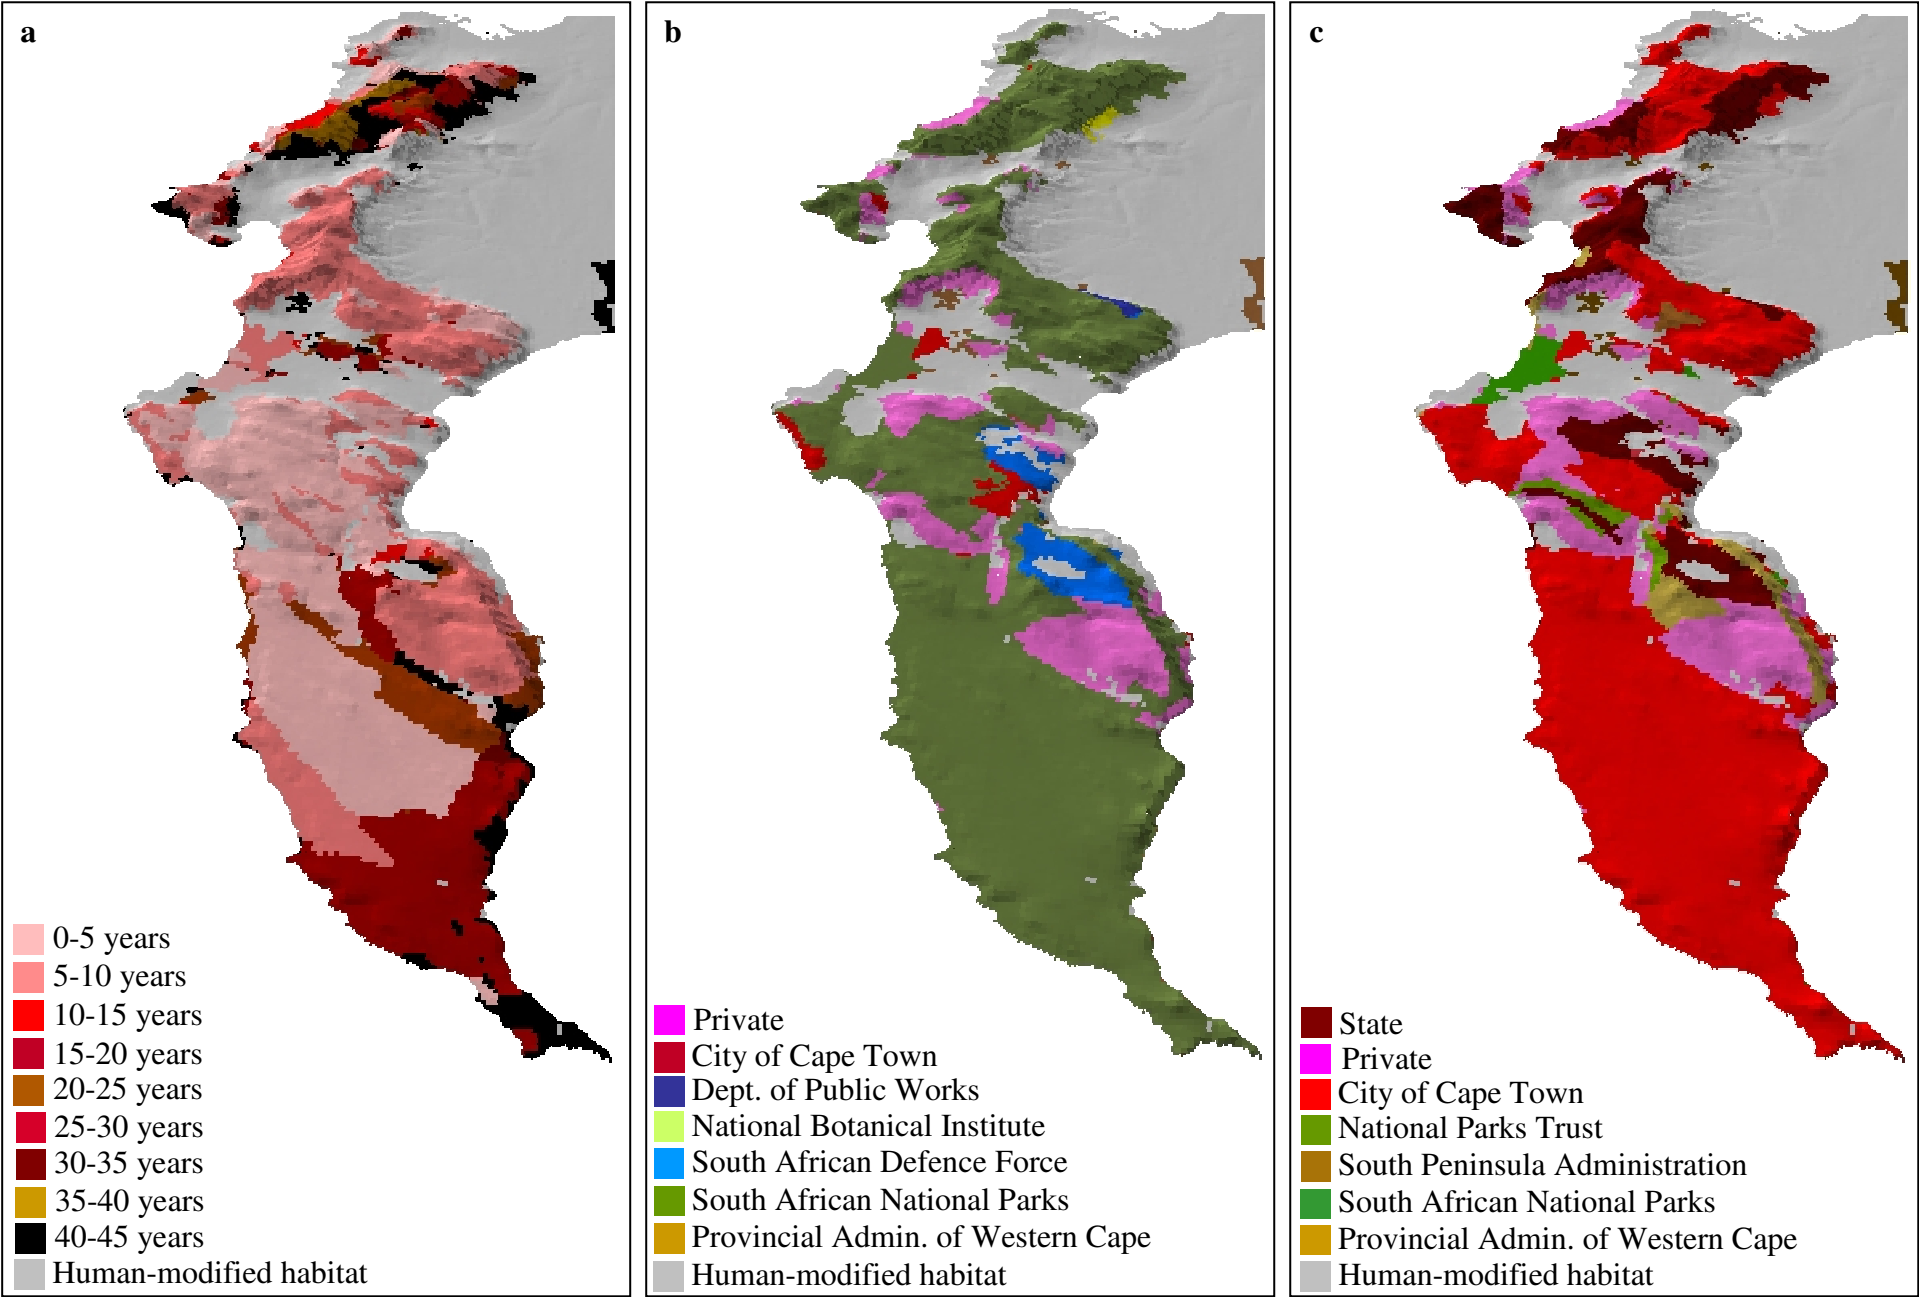 a
0-5 years
5-10 years
10-15 years
15-20 years
20-25 years
25-30 years
30-35 years
35-40 years
40-45 years
Human-modified habitat
b
Private
City of Cape Town
Dept. of Public Works
National Botanical Institute
South African Defence Force
South African National Parks
Provincial Admin. of Western Cape
Human-modified habitat
c
State
Private
City of Cape Town
National Parks Trust
South Peninsula Administration
South African National Parks
Provincial Admin. of Western Cape
Human-modified habitat